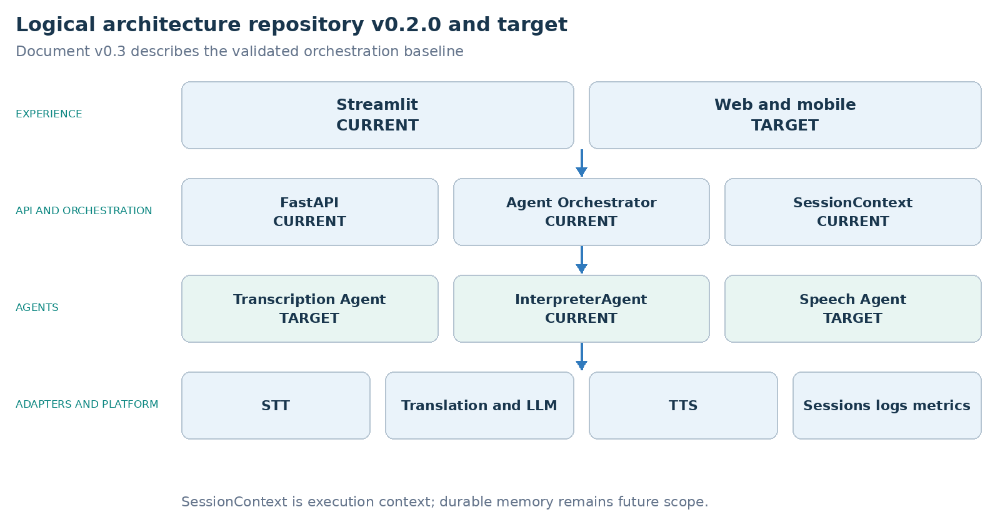 Logical architecture repository v0.2.0 and target
Document v0.3 describes the validated orchestration baseline
EXPERIENCE
Streamlit
CURRENT
Web and mobile
TARGET
API AND ORCHESTRATION
FastAPI
CURRENT
Agent Orchestrator
CURRENT
SessionContext
CURRENT
AGENTS
Transcription Agent
TARGET
InterpreterAgent
CURRENT
Speech Agent
TARGET
ADAPTERS AND PLATFORM
STT
Translation and LLM
TTS
Sessions logs metrics
SessionContext is execution context; durable memory remains future scope.